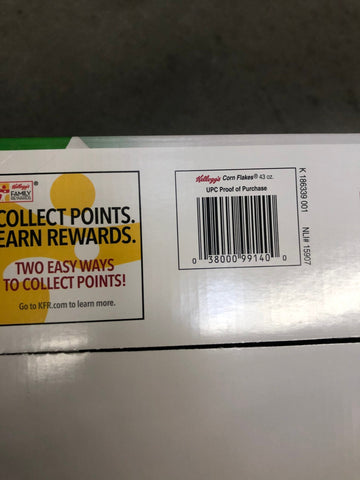 Kellogg's
FAMILY
REWARDS
COLLECT POINTS.
EARN REWARDS.
TWO EASY WAYS
TO COLLECT POINTS!
Go to KFR.com to learn more.
Kellogg's Corn Flakes® 43 oz.
UPC Proof of Purchase
0 38000 99140 0
K 186339 001
NLI# 15907